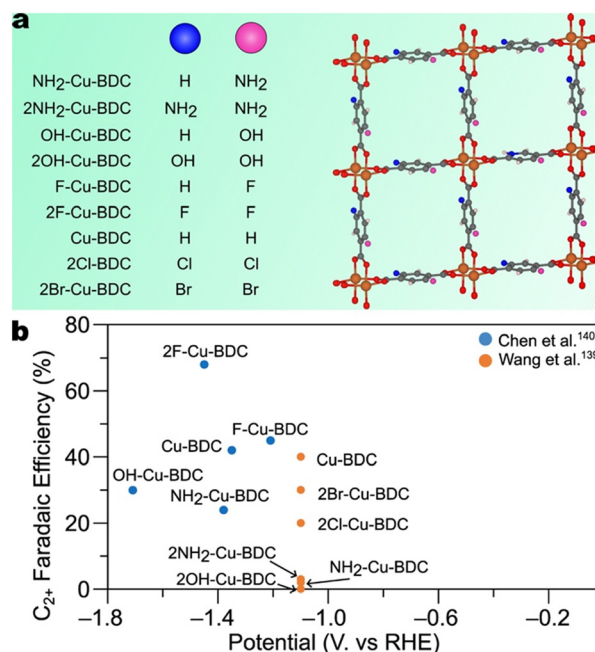 a
NH2-Cu-BDC H NH2
2NH2-Cu-BDC NH2 NH2
OH-Cu-BDC H OH
2OH-Cu-BDC OH OH
F-Cu-BDC H F
2F-Cu-BDC F F
Cu-BDC H H
2Cl-BDC Cl Cl
2Br-Cu-BDC Br Br
b
C2+ Faradaic Efficiency (%)
80
60
40
20
0
2F-Cu-BDC
Chen et al.140
Wang et al.139
F-Cu-BDC
Cu-BDC
Cu-BDC
OH-Cu-BDC
NH2-Cu-BDC
2Br-Cu-BDC
2Cl-Cu-BDC
2NH2-Cu-BDC
NH2-Cu-BDC
2OH-Cu-BDC
−1.8 −1.4 −1.0 −0.6 −0.2
Potential (V. vs RHE)